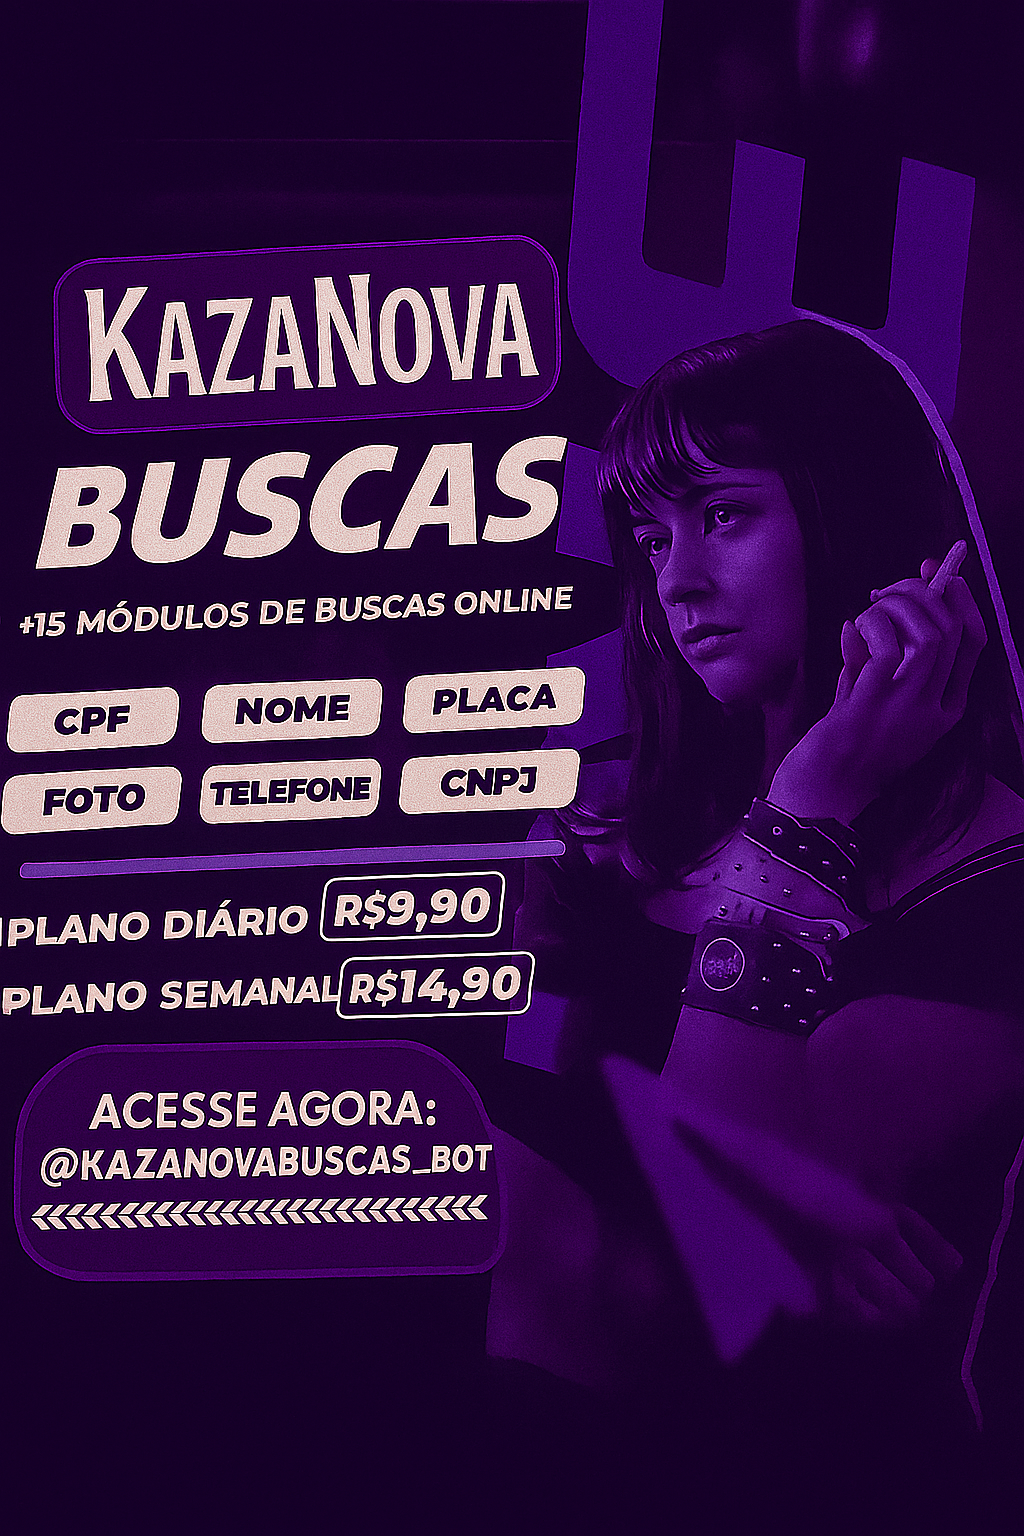 KAZANOVA
BUSCAS
+15 MÓDULOS DE BUSCAS ONLINE
CPF NOME PLACA
FOTO TELEFONE CNPJ
PLANO DIÁRIO R$9,90
PLANO SEMANAL R$14,90
ACESSE AGORA:
@KAZANOVABUSCAS_BOT